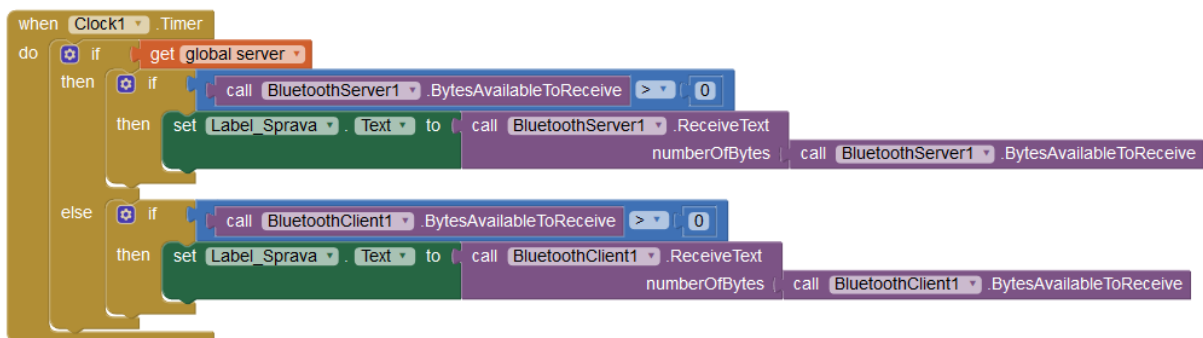 when Clock1 .Timer
do if get global server
then if call BluetoothServer1 .BytesAvailableToReceive > 0
then set Label_Sprava . Text to call BluetoothServer1 .ReceiveText
numberOfBytes call BluetoothServer1 .BytesAvailableToReceive
else if call BluetoothClient1 .BytesAvailableToReceive > 0
then set Label_Sprava . Text to call BluetoothClient1 .ReceiveText
numberOfBytes call BluetoothClient1 .BytesAvailableToReceive